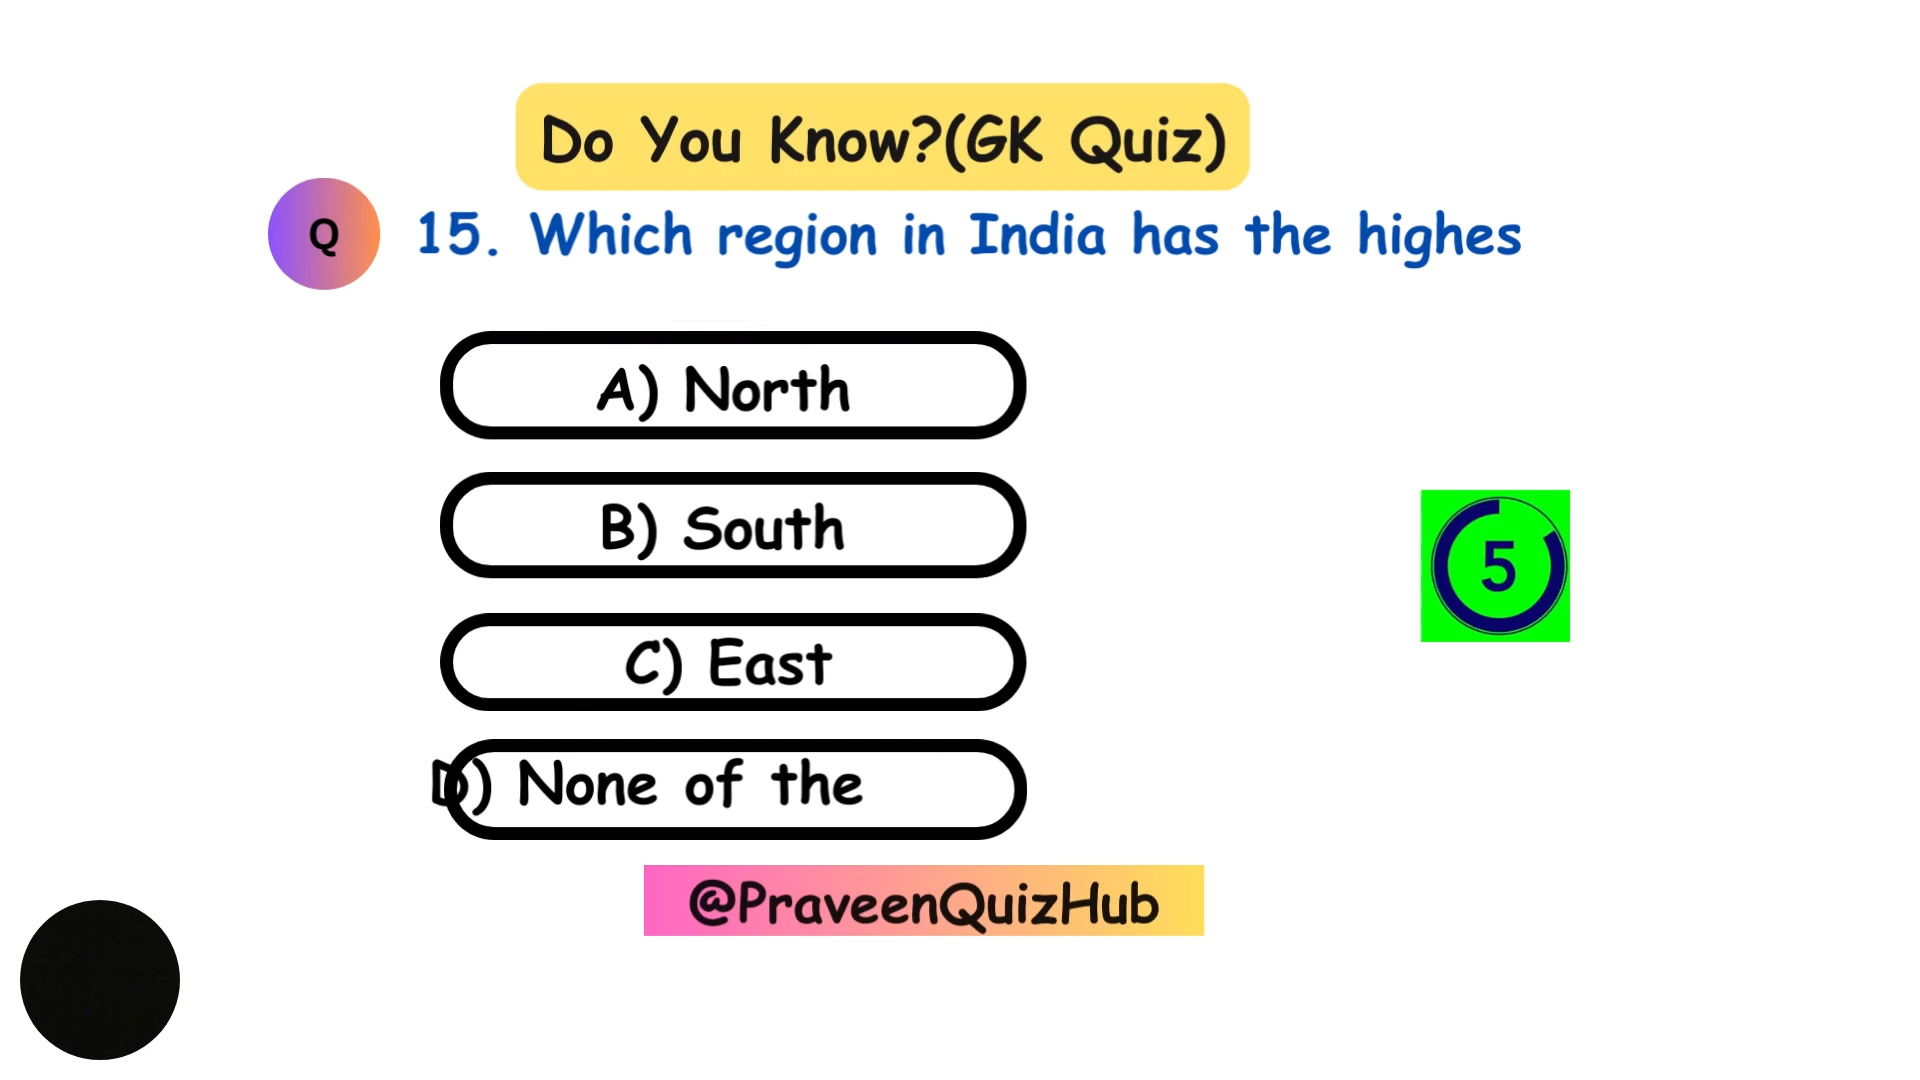 Do You Know?(GK Quiz)
Q
15. Which region in India has the highes
A) North
B) South
C) East
D) None of the
5
@PraveenQuizHub